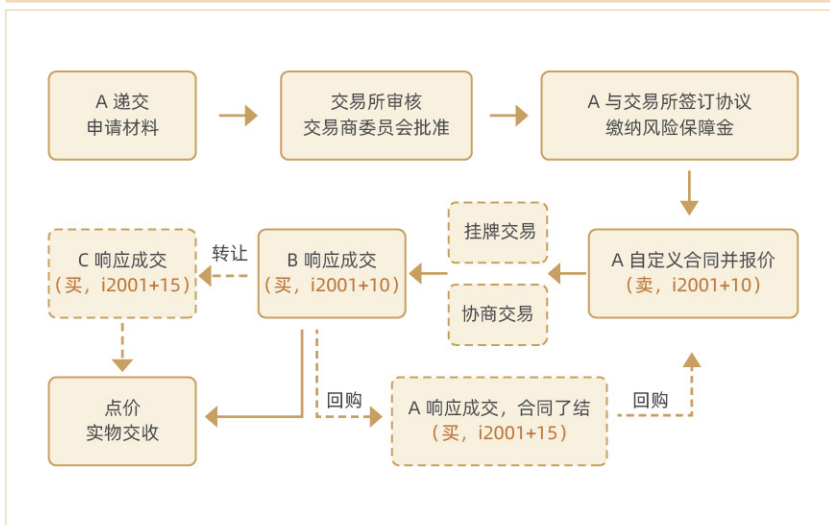 A 递交
申请材料
交易所审核
交易商委员会批准
A 与交易所签订协议
缴纳风险保障金
挂牌交易
协商交易
A 自定义合同并报价
（卖，i2001+10）
B 响应成交
（买，i2001+10）
转让
C 响应成交
（买，i2001+15）
点价
实物交收
回购
A 响应成交，合同了结
（买，i2001+15）
回购